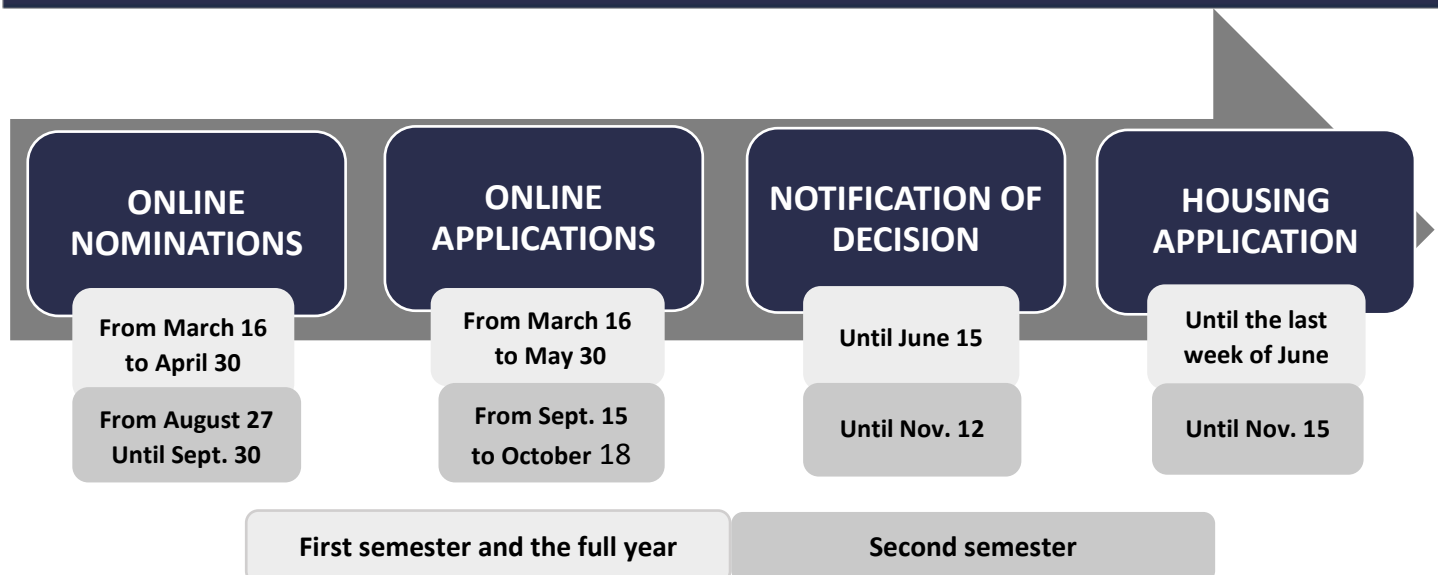 ONLINE
NOMINATIONS
From March 16
to April 30
From August 27
Until Sept. 30
ONLINE
APPLICATIONS
From March 16
to May 30
From Sept. 15
to October 18
NOTIFICATION OF
DECISION
Until June 15
Until Nov. 12
HOUSING
APPLICATION
Until the last
week of June
Until Nov. 15
First semester and the full year
Second semester